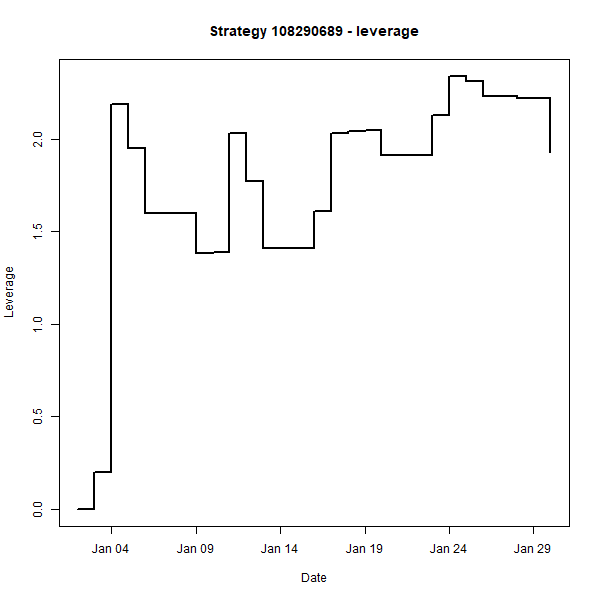 Strategy 108290689 - leverage
Leverage
2.0
1.5
1.0
0.5
0.0
Jan 04 Jan 09 Jan 14 Jan 19 Jan 24 Jan 29
Date